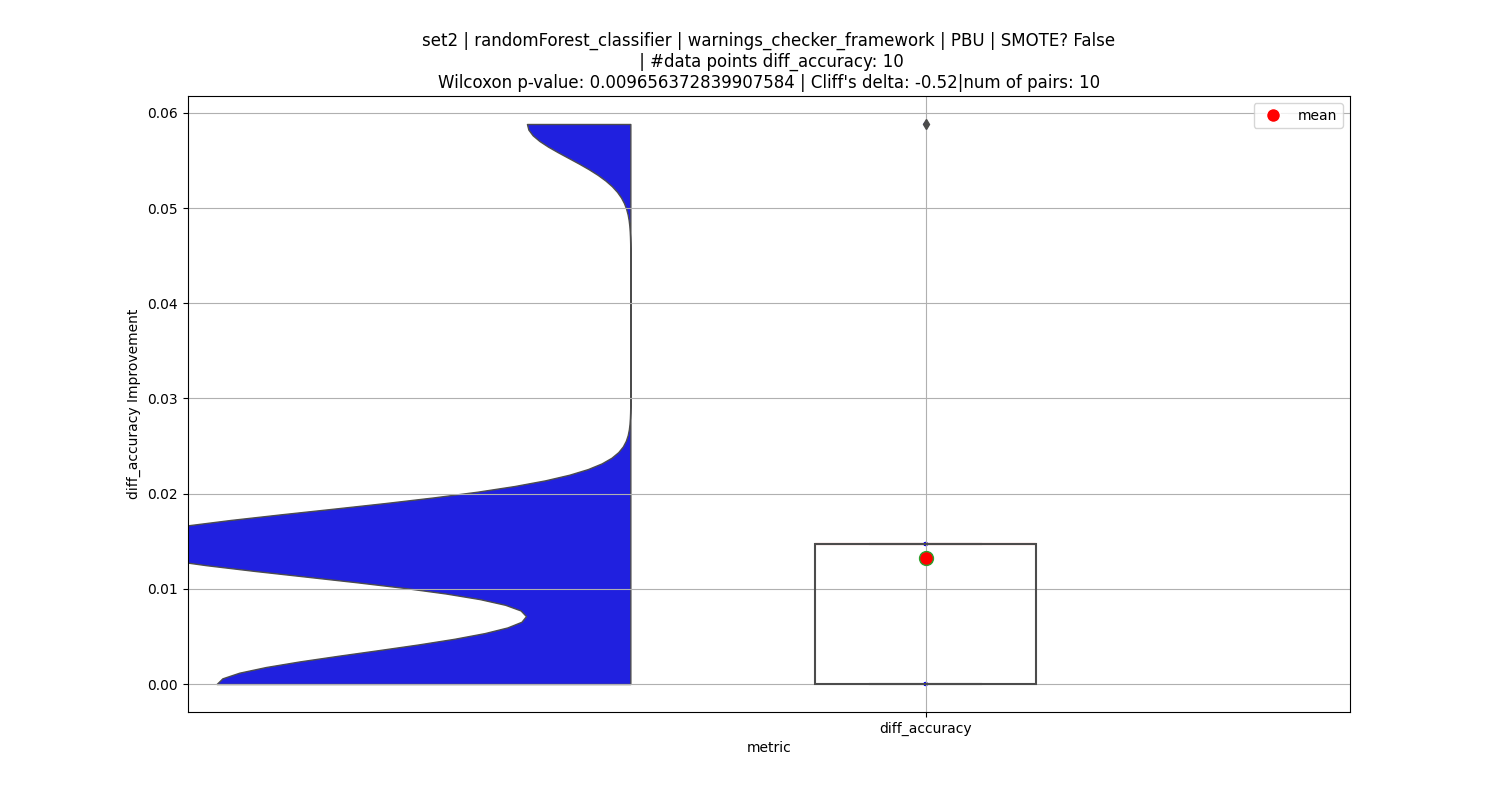 set2 | randomForest_classifier | warnings_checker_framework | PBU | SMOTE? False
| #data points diff_accuracy: 10
Wilcoxon p-value: 0.009656372839907584 | Cliff's delta: -0.52|num of pairs: 10
mean
0.06
0.05
0.04
0.03
0.02
0.01
0.00
diff_accuracy Improvement
diff_accuracy
metric